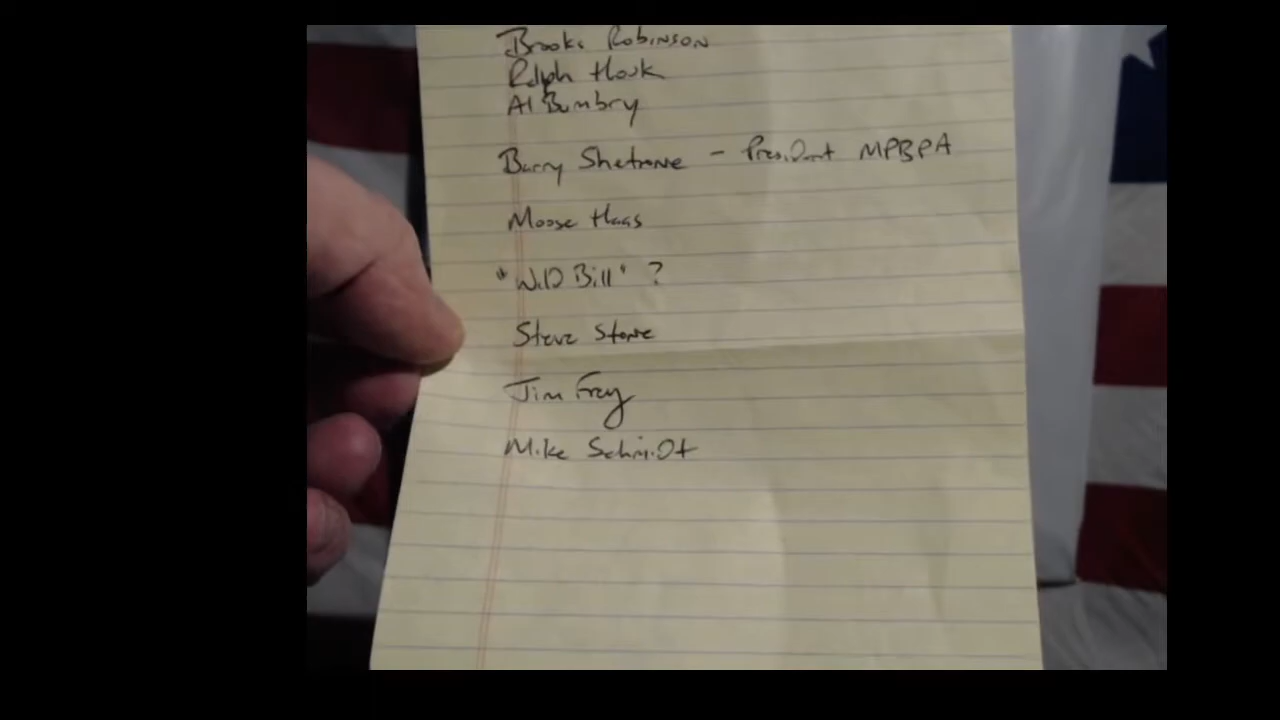 Brooks Robinson
Ralph Houk
Al Bumbry
Barry Shetrone - President MPBPA
Moose Haas
"Wild Bill" ?
Steve Stone
Jim Frey
Mike Schmidt